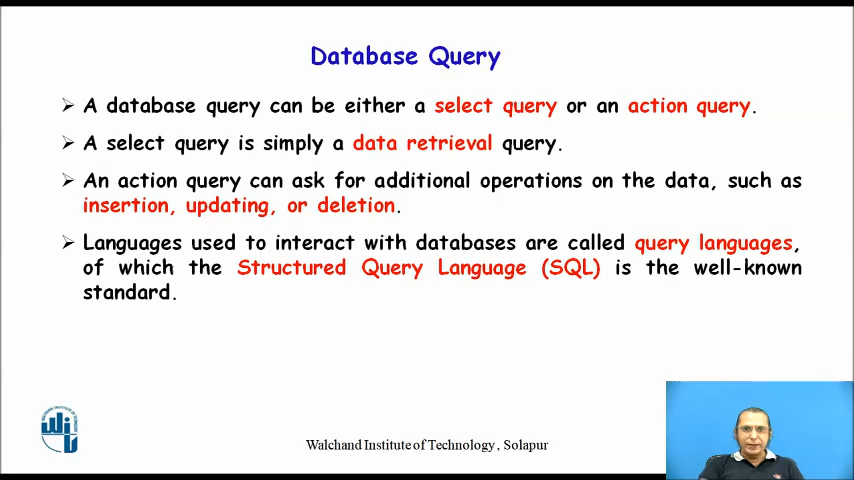 Database Query
➢ A database query can be either a select query or an action query.
➢ A select query is simply a data retrieval query.
➢ An action query can ask for additional operations on the data, such as
insertion, updating, or deletion.
➢ Languages used to interact with databases are called query languages,
of which the Structured Query Language (SQL) is the well-known
standard.
Walchand Institute of Technology, Solapur